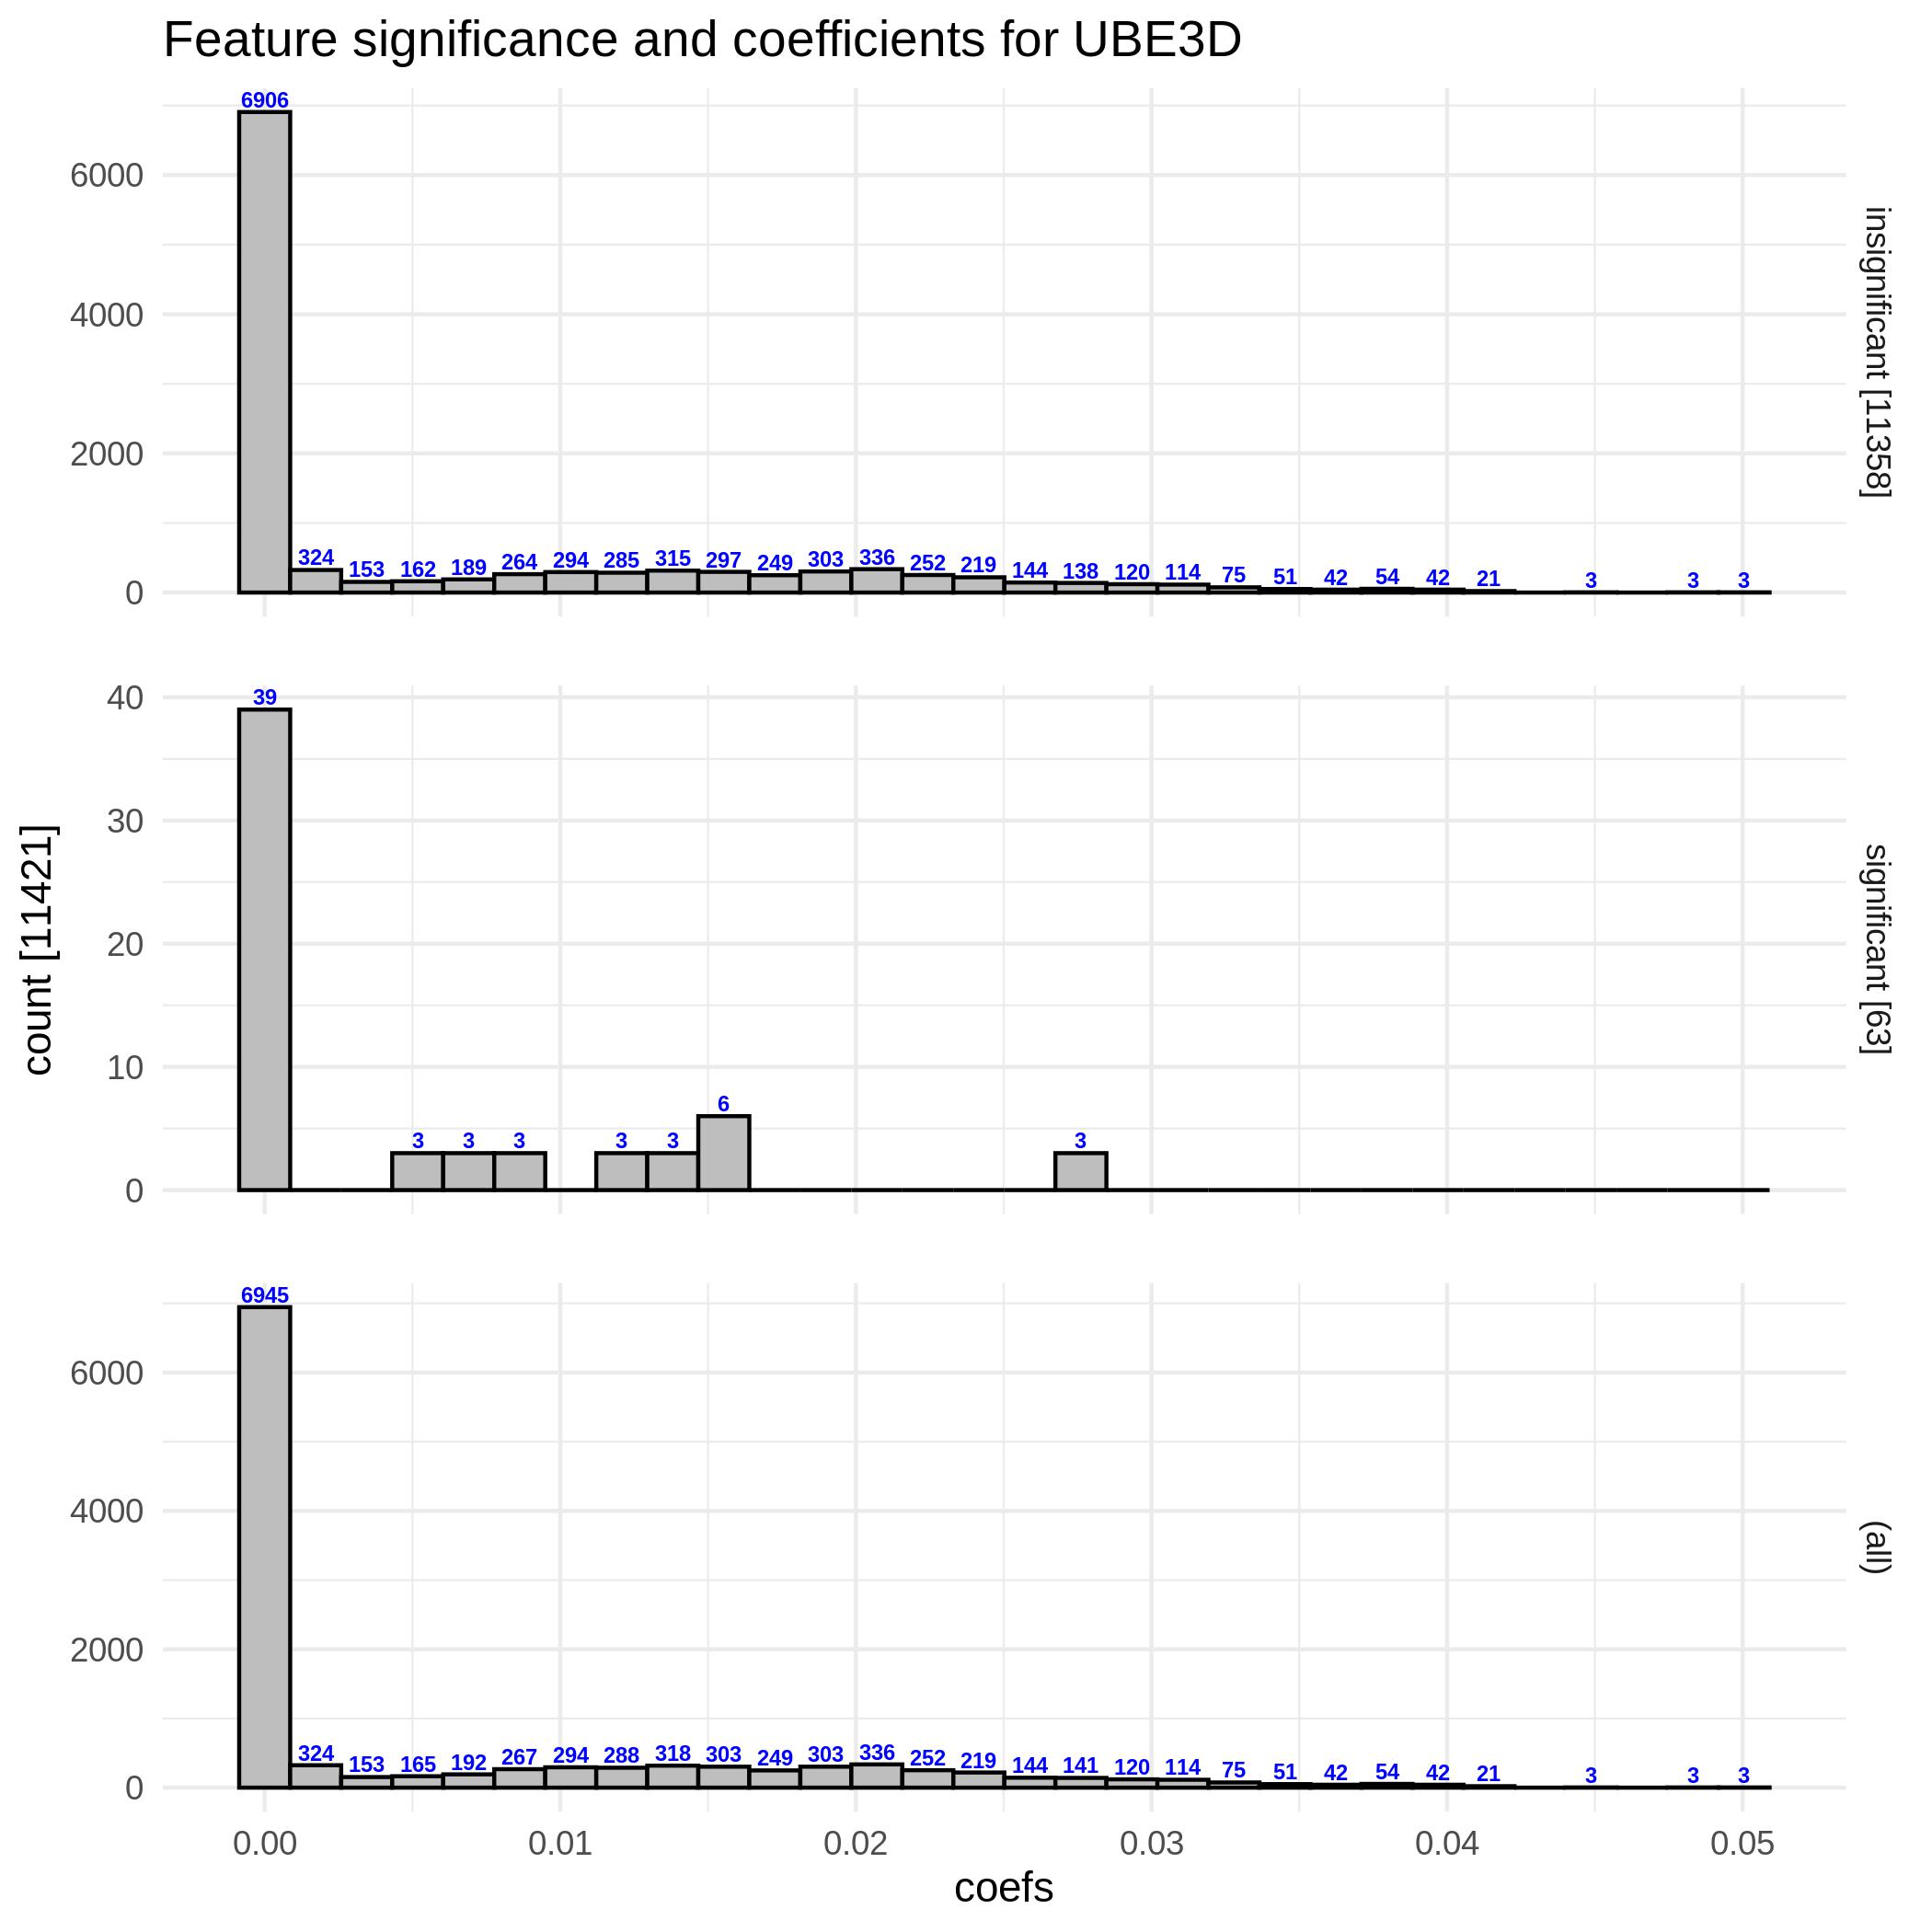 Feature significance and coefficients for UBE3D
count [11421]
6000
4000
2000
0
6906
324 153 162 189 264 294 285 315 297 249 303 336 252 219 144 138 120 114 75 51 42 54 42 21 3 3 3
insignificant [11358]
40
30
20
10
0
39
3 3 3 3 3 6 3
significant [63]
6000
4000
2000
0
6945
324 153 165 192 267 294 288 318 303 249 303 336 252 219 144 141 120 114 75 51 42 54 42 21 3 3 3
(all)
0.00 0.01 0.02 0.03 0.04 0.05
coefs